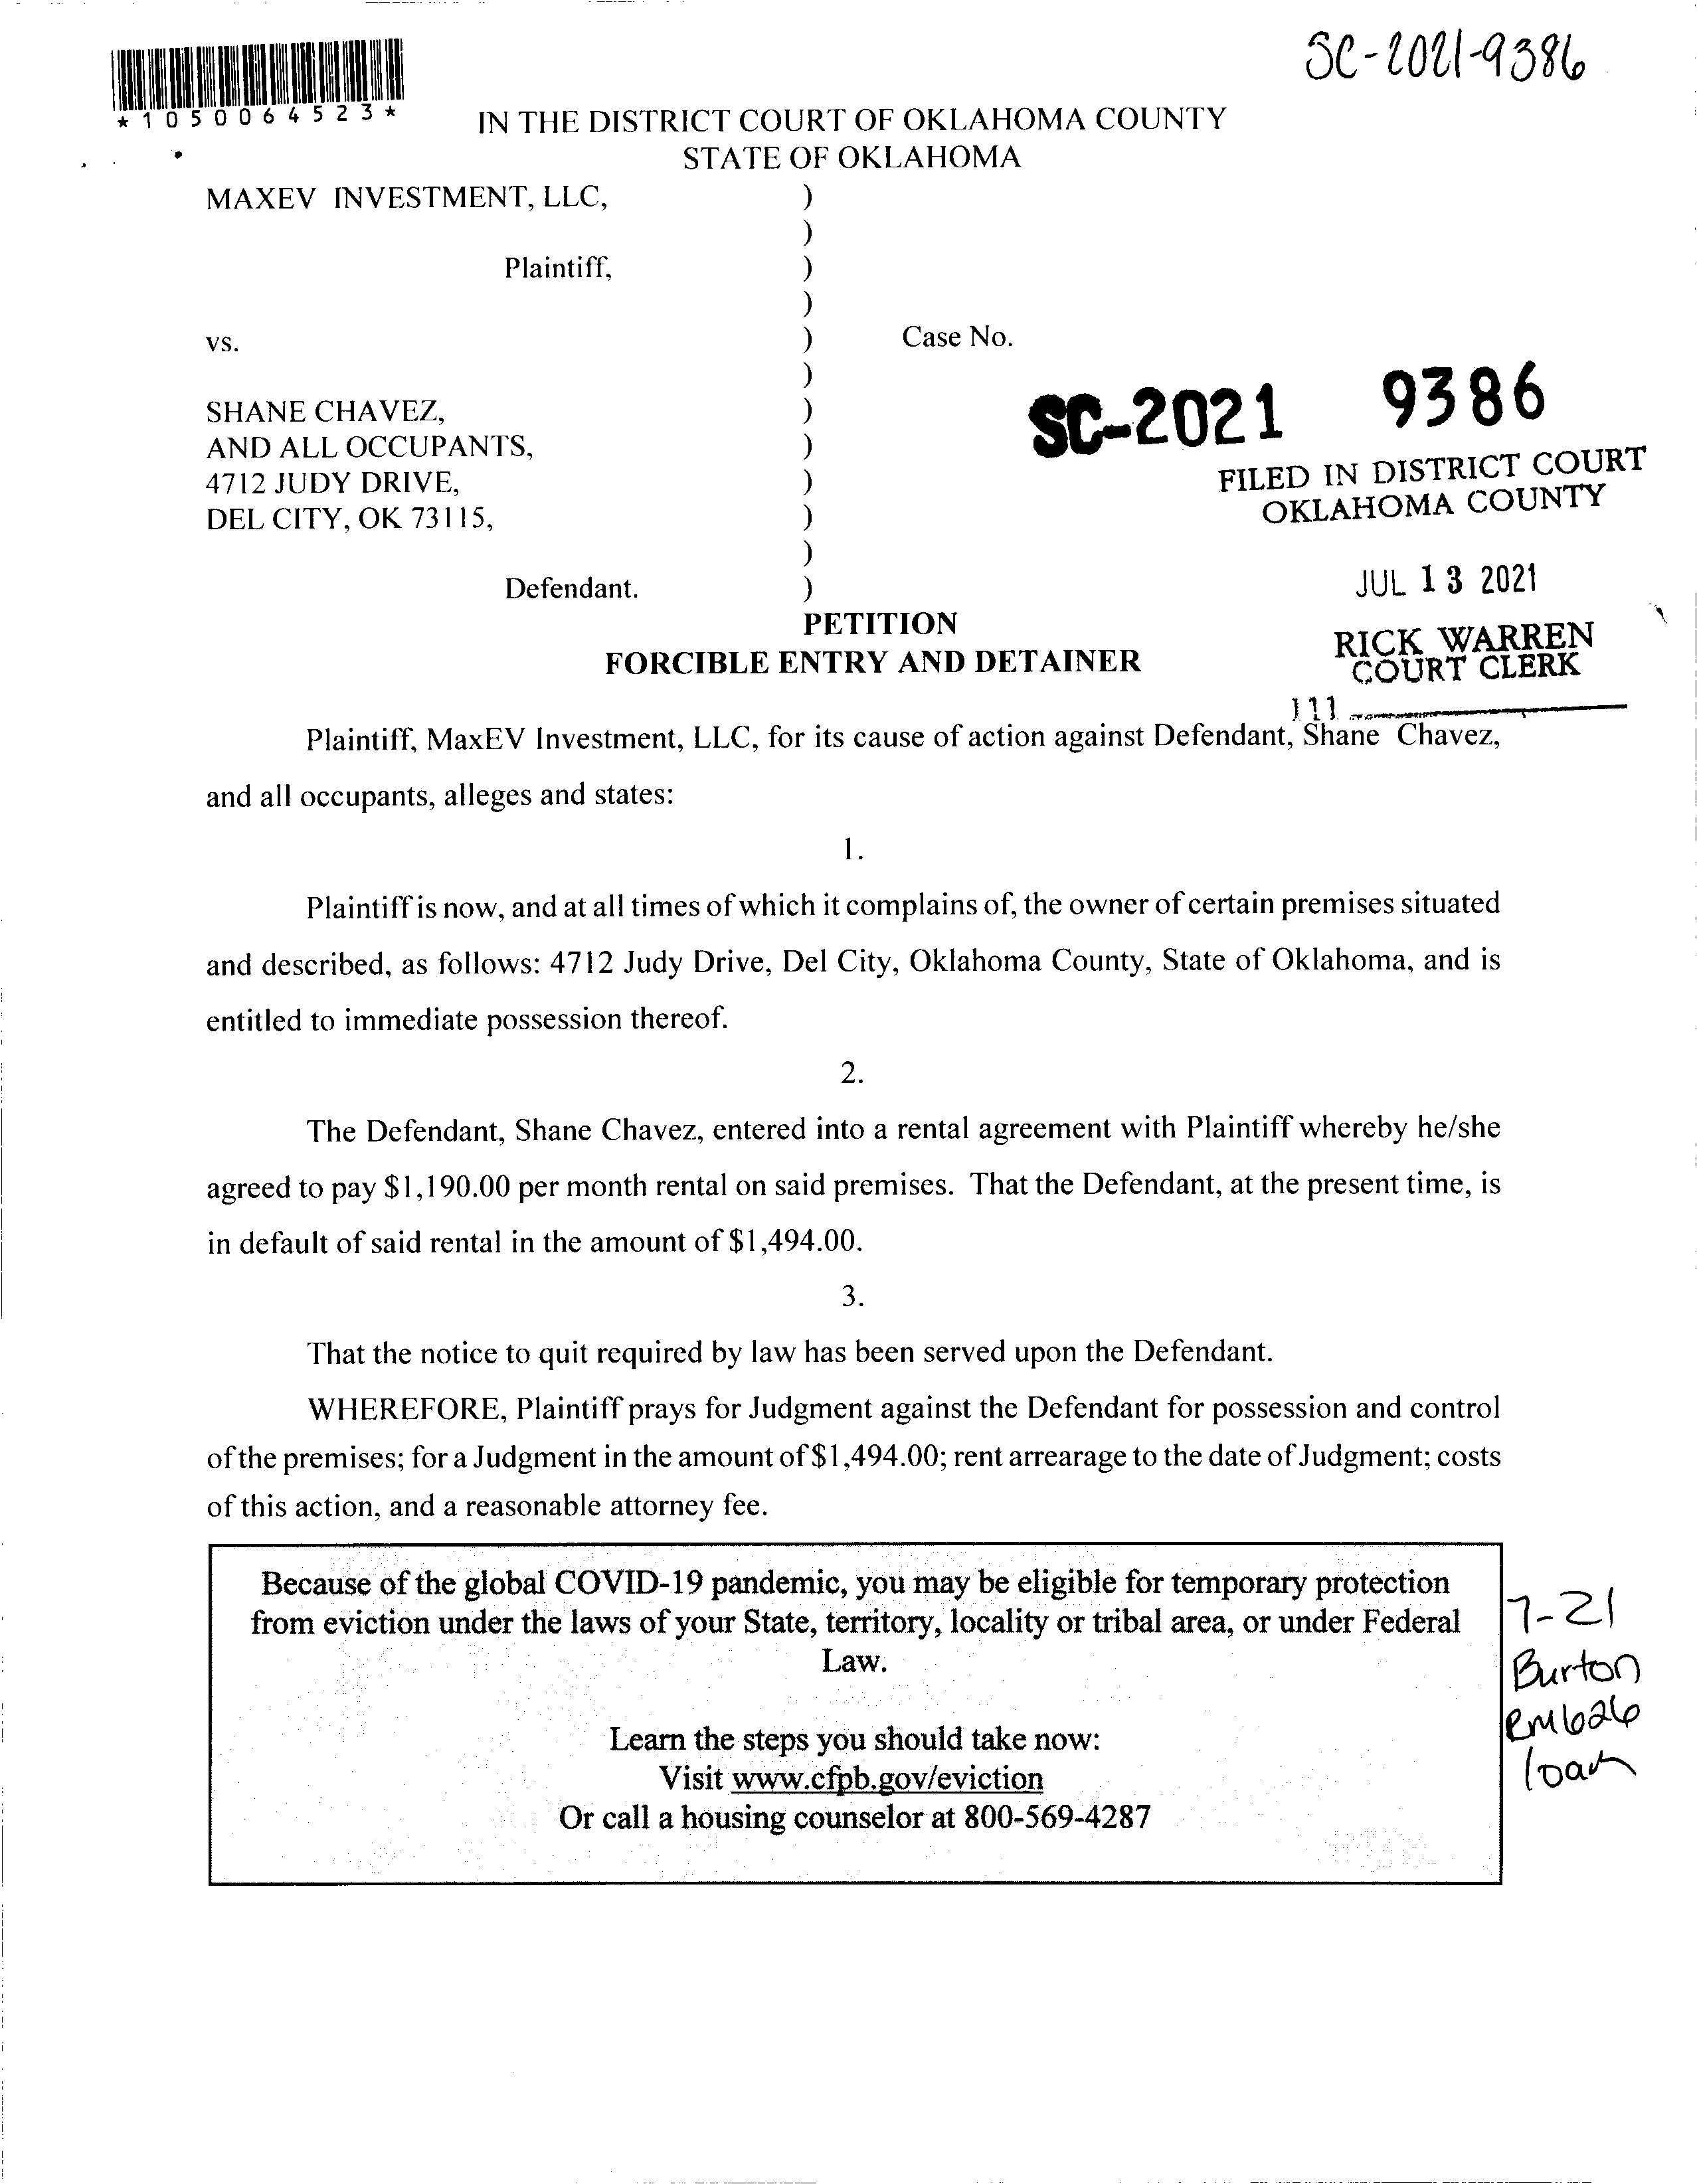 SC-2021-9386
*1050064523*
IN THE DISTRICT COURT OF OKLAHOMA COUNTY
STATE OF OKLAHOMA
MAXEV INVESTMENT, LLC, )
)
Plaintiff, )
)
vs. ) Case No.
)
SHANE CHAVEZ, )
AND ALL OCCUPANTS, )
4712 JUDY DRIVE, )
DEL CITY, OK 73115, )
)
Defendant. )
SC-2021 9386
FILED IN DISTRICT COURT
OKLAHOMA COUNTY
JUL 13 2021
RICK WARREN
COURT CLERK
111
PETITION
FORCIBLE ENTRY AND DETAINER
Plaintiff, MaxEV Investment, LLC, for its cause of action against Defendant, Shane Chavez,
and all occupants, alleges and states:
1.
Plaintiff is now, and at all times of which it complains of, the owner of certain premises situated
and described, as follows: 4712 Judy Drive, Del City, Oklahoma County, State of Oklahoma, and is
entitled to immediate possession thereof.
2.
The Defendant, Shane Chavez, entered into a rental agreement with Plaintiff whereby he/she
agreed to pay $1,190.00 per month rental on said premises. That the Defendant, at the present time, is
in default of said rental in the amount of $1,494.00.
3.
That the notice to quit required by law has been served upon the Defendant.
WHEREFORE, Plaintiff prays for Judgment against the Defendant for possession and control
of the premises; for a Judgment in the amount of $1,494.00; rent arrearage to the date of Judgment; costs
of this action, and a reasonable attorney fee.
Because of the global COVID-19 pandemic, you may be eligible for temporary protection
from eviction under the laws of your State, territory, locality or tribal area, or under Federal
Law.
Learn the steps you should take now:
Visit www.cfpb.gov/eviction
Or call a housing counselor at 800-569-4287
7-21
Burton
RM626
10am